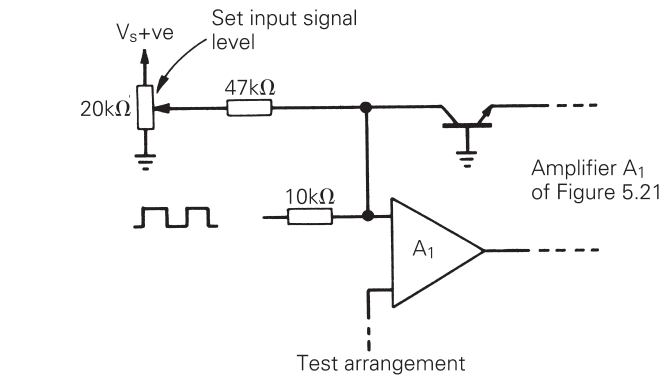 Set input signal
level
Vs+ve
47kΩ
20kΩ
Amplifier A1
of Figure 5.21
10kΩ
A1
Test arrangement